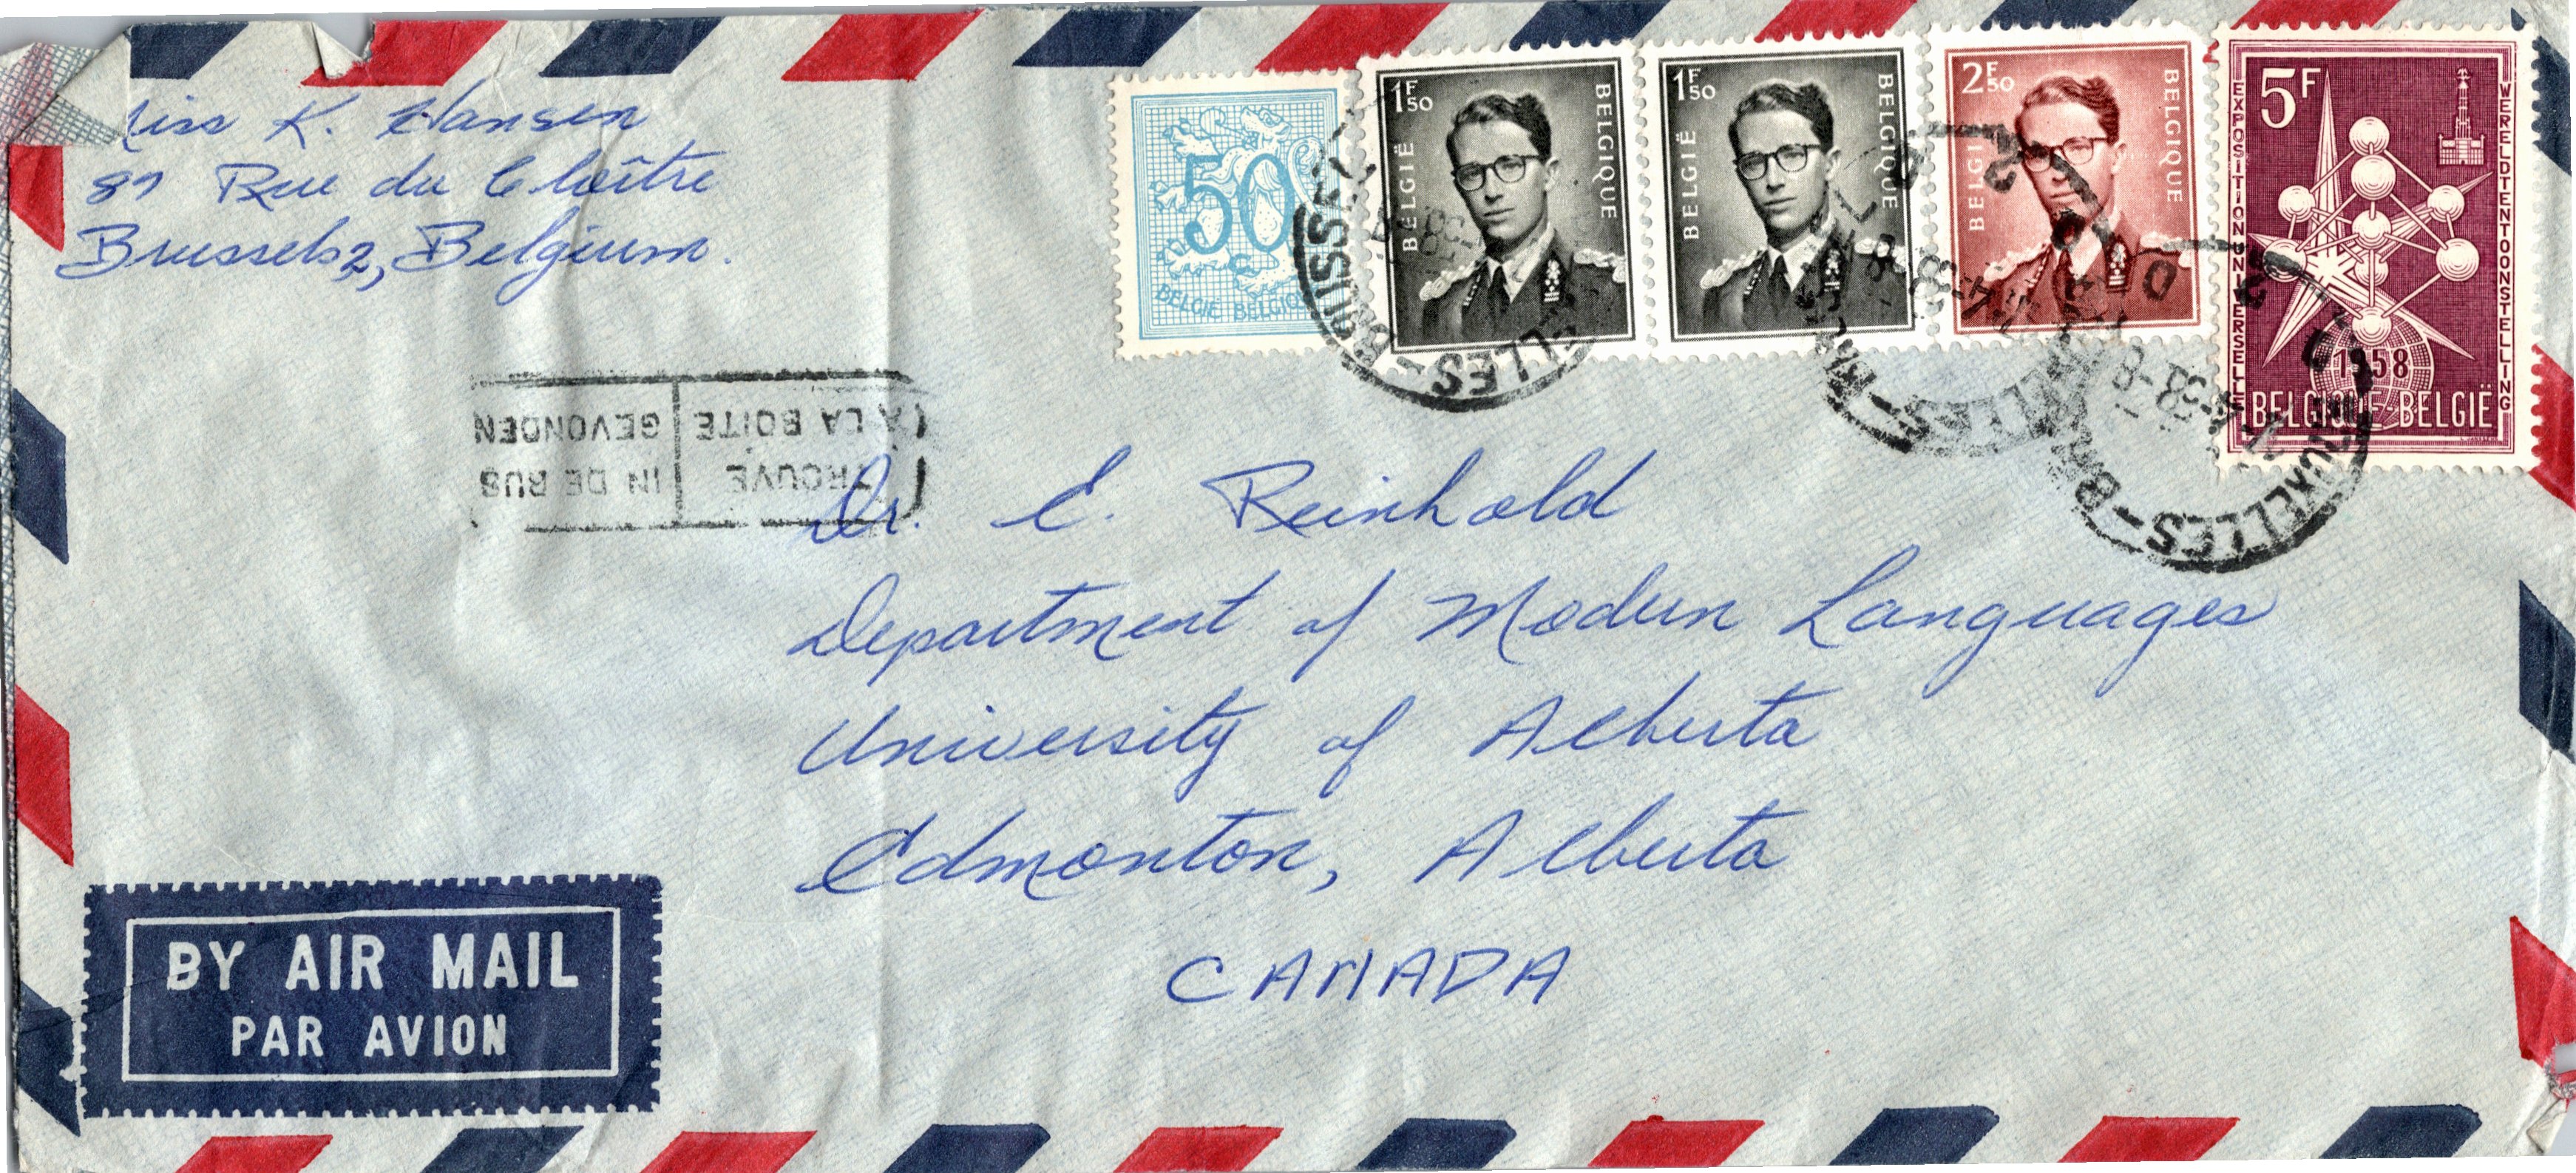 Miss K. Hansen
87 Rue du Cloître
Brussels 2, Belgium.
50
BELGIË BELGIQUE
1F50
BELGIË
BELGIQUE
1F50
BELGIË
BELGIQUE
2F50
BELGIË
BELGIQUE
5F
EXPOSITION UNIVERSELLE
WERELDTENTOONSTELLING
1958
BELGIQUE-BELGIË
BRUXELLES-BRUSSEL
TROUVÉ | IN DE BUS
À LA BOITE | GEVONDEN
Dr. E. Reinhold
Department of Modern Languages
University of Alberta
Edmonton, Alberta
CANADA
BY AIR MAIL
PAR AVION